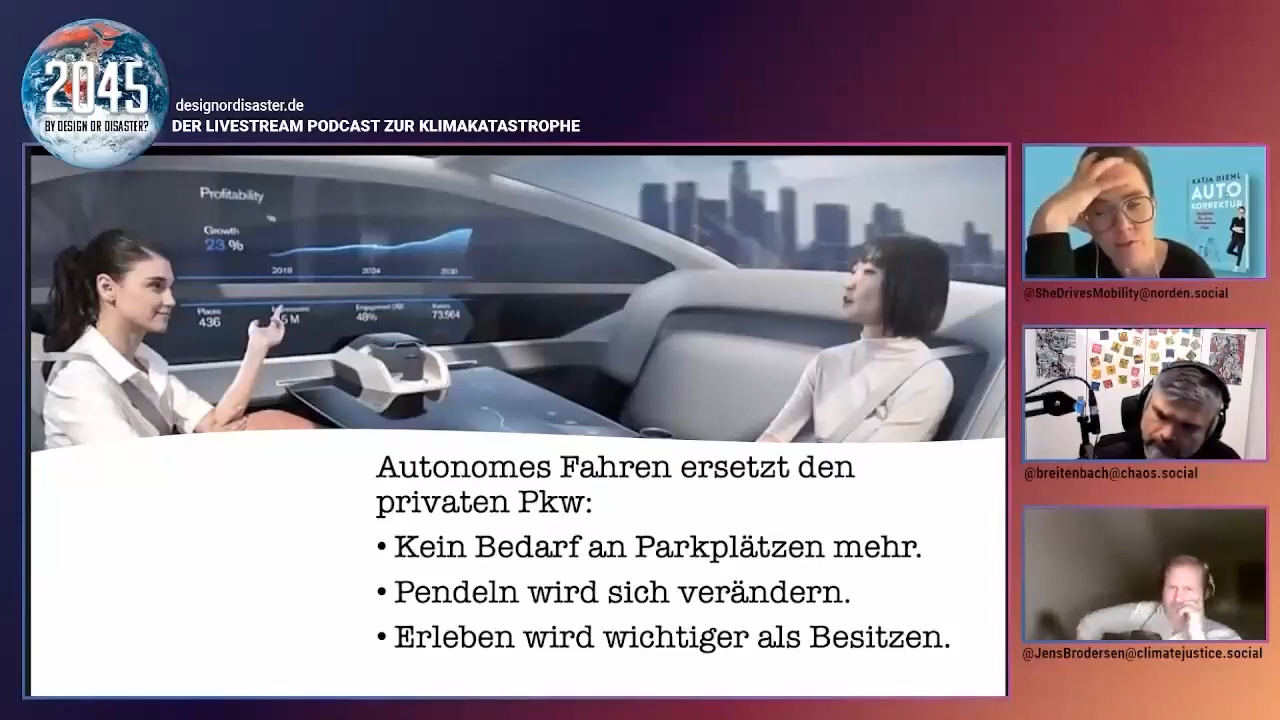 2045
BY DESIGN OR DISASTER?
designordisaster.de
DER LIVESTREAM PODCAST ZUR KLIMAKATASTROPHE
Profitability
Growth
23 %
2018
2024
2030
Places
436
5 M
Engagement
48%
73,564
Autonomes Fahren ersetzt den
privaten Pkw:
• Kein Bedarf an Parkplätzen mehr.
• Pendeln wird sich verändern.
• Erleben wird wichtiger als Besitzen.
KATJA DIEHL
AUTO
KORREKTUR
@SheDrivesMobility@norden.social
@breitenbach@chaos.social
@JensBrodersen@climatejustice.social